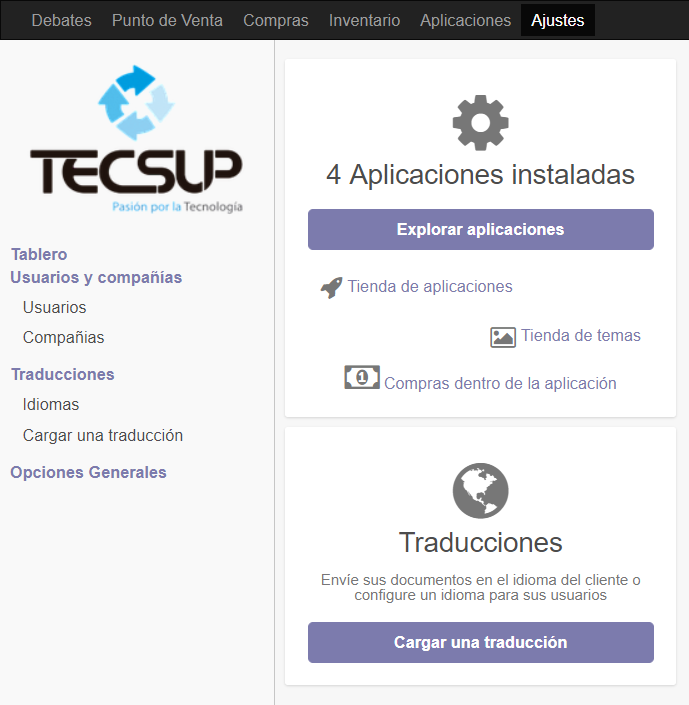 Debates Punto de Venta Compras Inventario Aplicaciones Ajustes
TECSUP
Pasión por la Tecnología
Tablero
Usuarios y compañías
Usuarios
Compañias
Traducciones
Idiomas
Cargar una traducción
Opciones Generales
4 Aplicaciones instaladas
Explorar aplicaciones
Tienda de aplicaciones
Tienda de temas
1
Compras dentro de la aplicación
Traducciones
Envíe sus documentos en el idioma del cliente o
configure un idioma para sus usuarios
Cargar una traducción